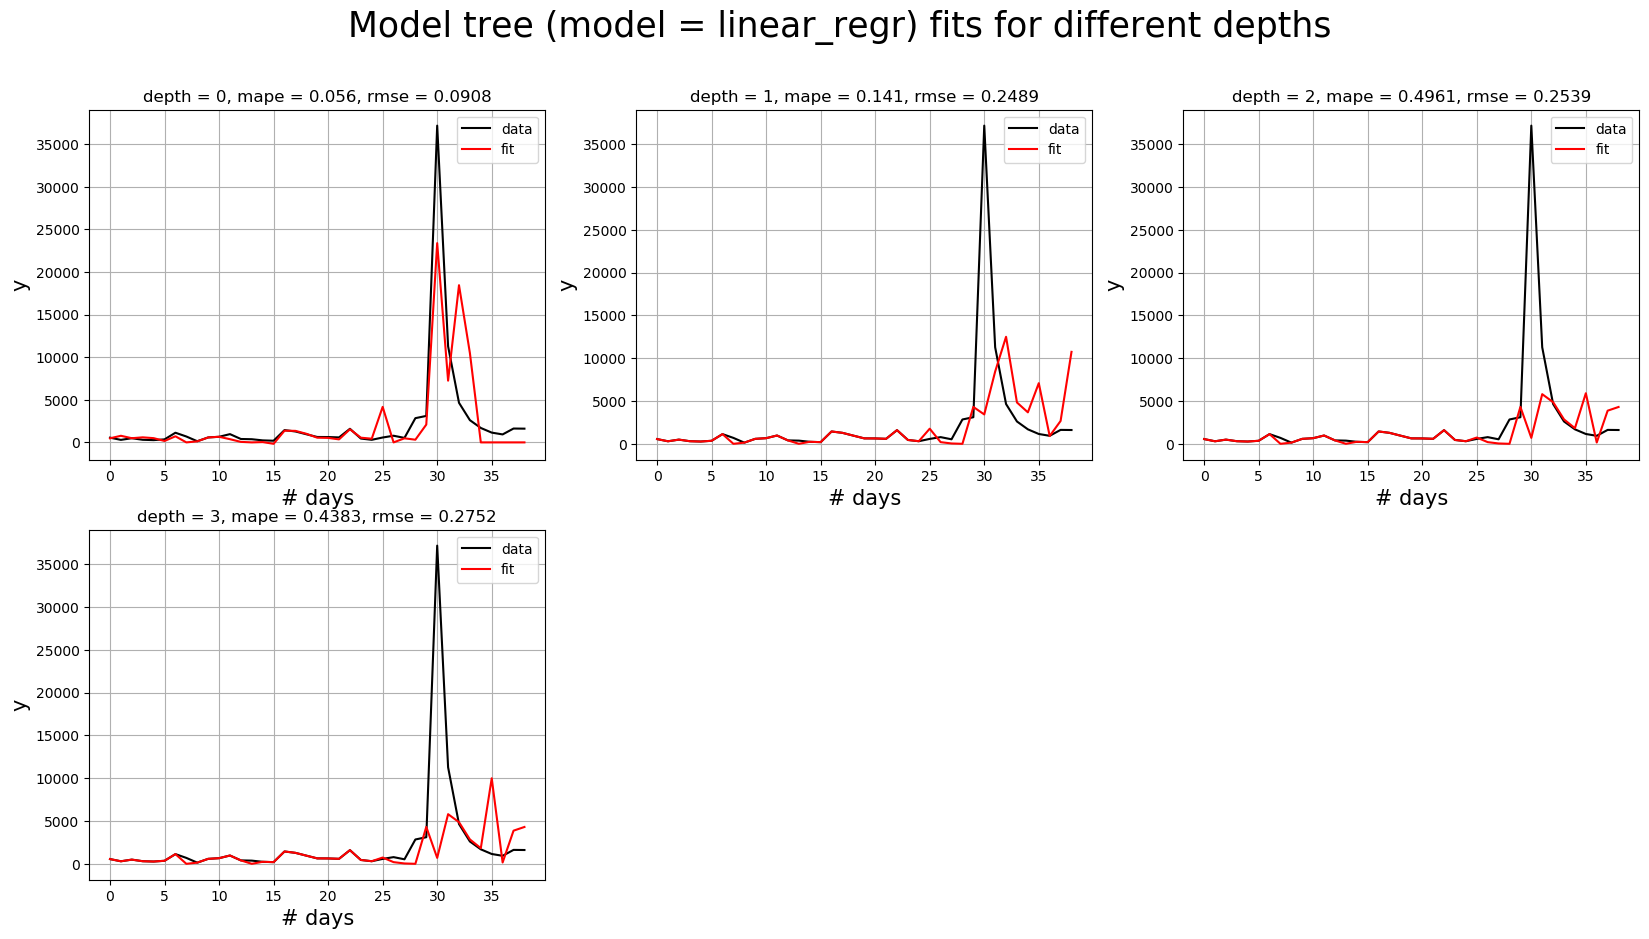 Model tree (model = linear_regr) fits for different depths
depth = 0, mape = 0.056, rmse = 0.0908
35000
30000
25000
20000
15000
10000
5000
0
y
data
fit
0 5 10 15 20 25 30 35
# days
depth = 1, mape = 0.141, rmse = 0.2489
35000
30000
25000
20000
15000
10000
5000
0
y
data
fit
0 5 10 15 20 25 30 35
# days
depth = 2, mape = 0.4961, rmse = 0.2539
35000
30000
25000
20000
15000
10000
5000
0
y
data
fit
0 5 10 15 20 25 30 35
# days
depth = 3, mape = 0.4383, rmse = 0.2752
35000
30000
25000
20000
15000
10000
5000
0
y
data
fit
0 5 10 15 20 25 30 35
# days